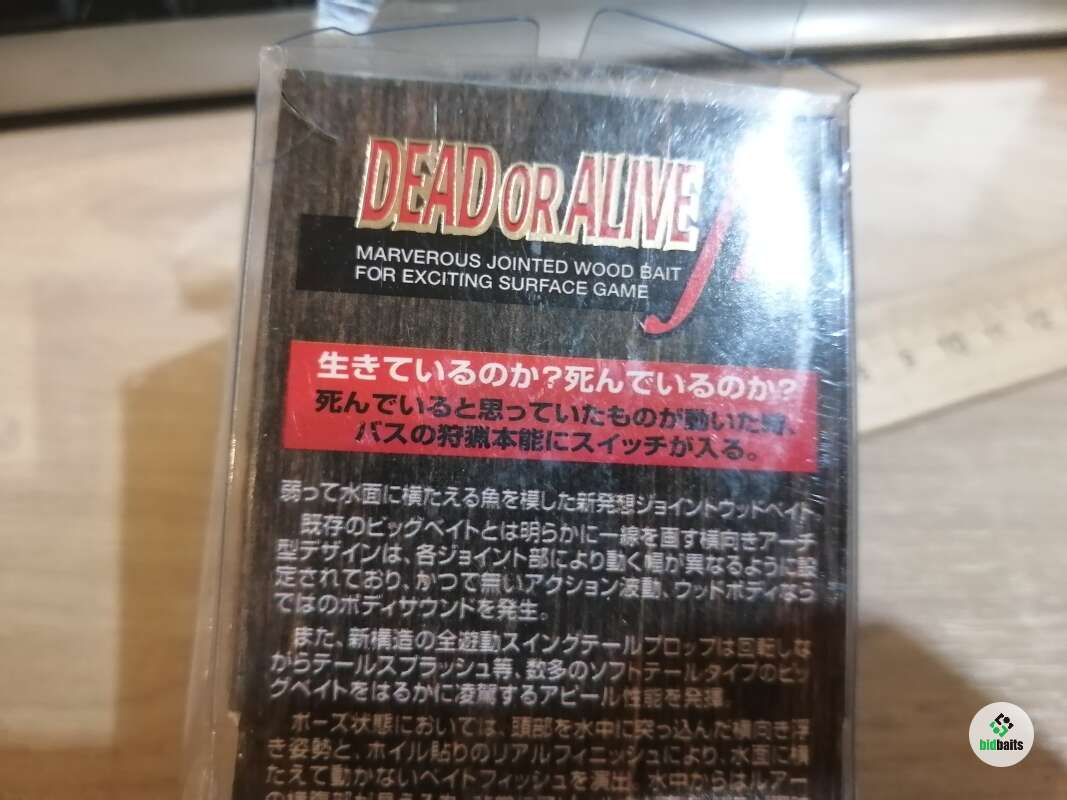 DEAD OR ALIVE Jr.
MARVEROUS JOINTED WOOD BAIT
FOR EXCITING SURFACE GAME
生きているのか?死んでいるのか?
死んでいると思っていたものが動いた時、
バスの狩猟本能にスイッチが入る。
弱って水面に横たえる魚を模した新発想ジョイントウッドベイト
既存のビッグベイトとは明らかに一線を画す横向きアーチ
型デザインは、各ジョイント部により動く幅が異なるように設
定されており、かつて無いアクション波動、ウッドボディなら
ではのボディサウンドを発生。
また、新構造の全遊動スイングテールプロップは回転しな
がらテールスプラッシュ等、数多のソフトテールタイプのビッ
グベイトをはるかに凌駕するアピール性能を発揮。
ポーズ状態においては、頭部を水中に突っ込んだ横向き浮
き姿勢と、ホイル貼りのリアルフィニッシュにより、水面に横
たえて動かないベイトフィッシュを演出。水中からはルアー
bidbaits